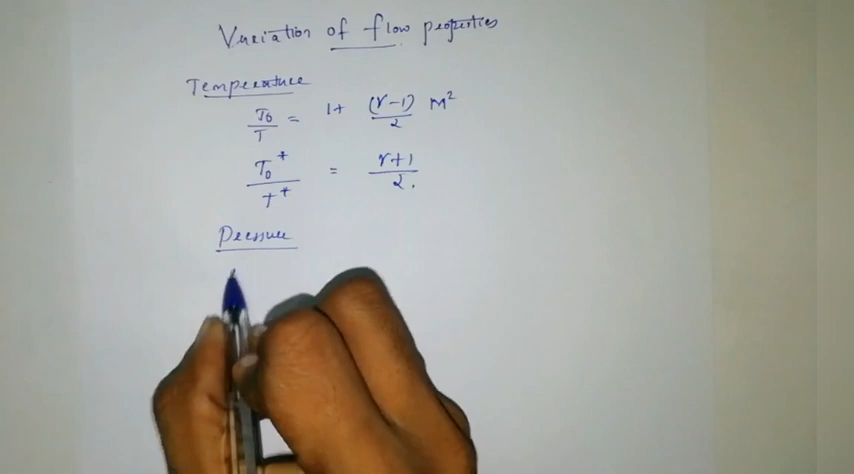 Variation of flow properties
Temperature
T₀/T = 1+ (γ-1)/2 M²
T₀*/T* = γ+1/2.
Pressure